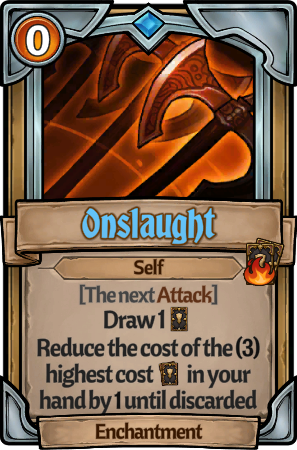 0
Onslaught
Self
[The next Attack]
Draw 1
Reduce the cost of the (3)
highest cost in your
hand by 1 until discarded
Enchantment